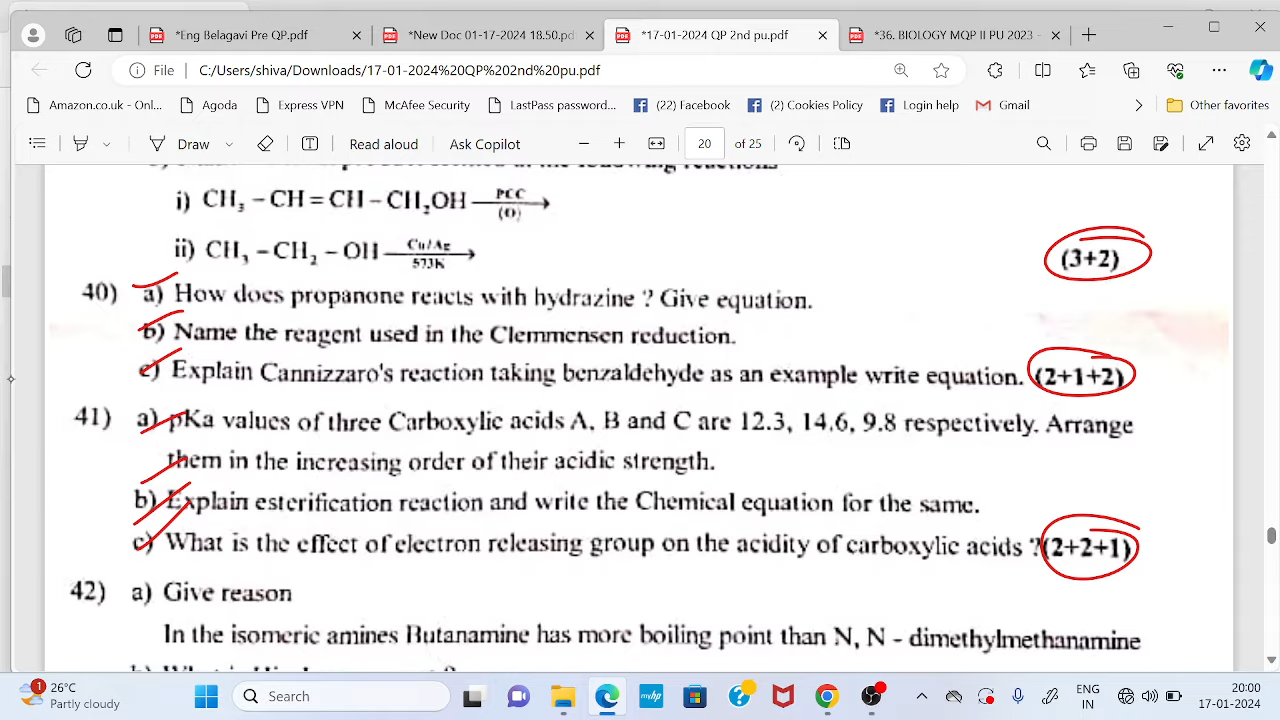 *Eng Belagavi Pre QP.pdf
*New Doc 01-17-2024 18.50.pd
*17-01-2024 QP 2nd pu.pdf
*36. BIOLOGY MQP II PU 2023 -
File
C:/Users/shiva/Downloads/17-01-2024%20QP%202nd%20pu.pdf
Amazon.co.uk - Onl...
Agoda
Express VPN
McAfee Security
LastPass password...
(22) Facebook
(2) Cookies Policy
Login help
Gmail
Other favorites
Draw
Read aloud
Ask Copilot
20 of 25
i) CH₃ – CH = CH – CH₂OH PCC (O)
ii) CH₃ – CH₂ – OH Cu/Ag 573K
(3+2)
40) a) How does propanone reacts with hydrazine ? Give equation.
b) Name the reagent used in the Clemmensen reduction.
c) Explain Cannizzaro's reaction taking benzaldehyde as an example write equation. (2+1+2)
41) a) pKa values of three Carboxylic acids A, B and C are 12.3, 14.6, 9.8 respectively. Arrange
them in the increasing order of their acidic strength.
b) Explain esterification reaction and write the Chemical equation for the same.
c) What is the effect of electron releasing group on the acidity of carboxylic acids ?(2+2+1)
42) a) Give reason
In the isomeric amines Butanamine has more boiling point than N, N - dimethylmethanamine
1
26°C
Partly cloudy
Search
myhp
ENG
IN
20:00
17-01-2024